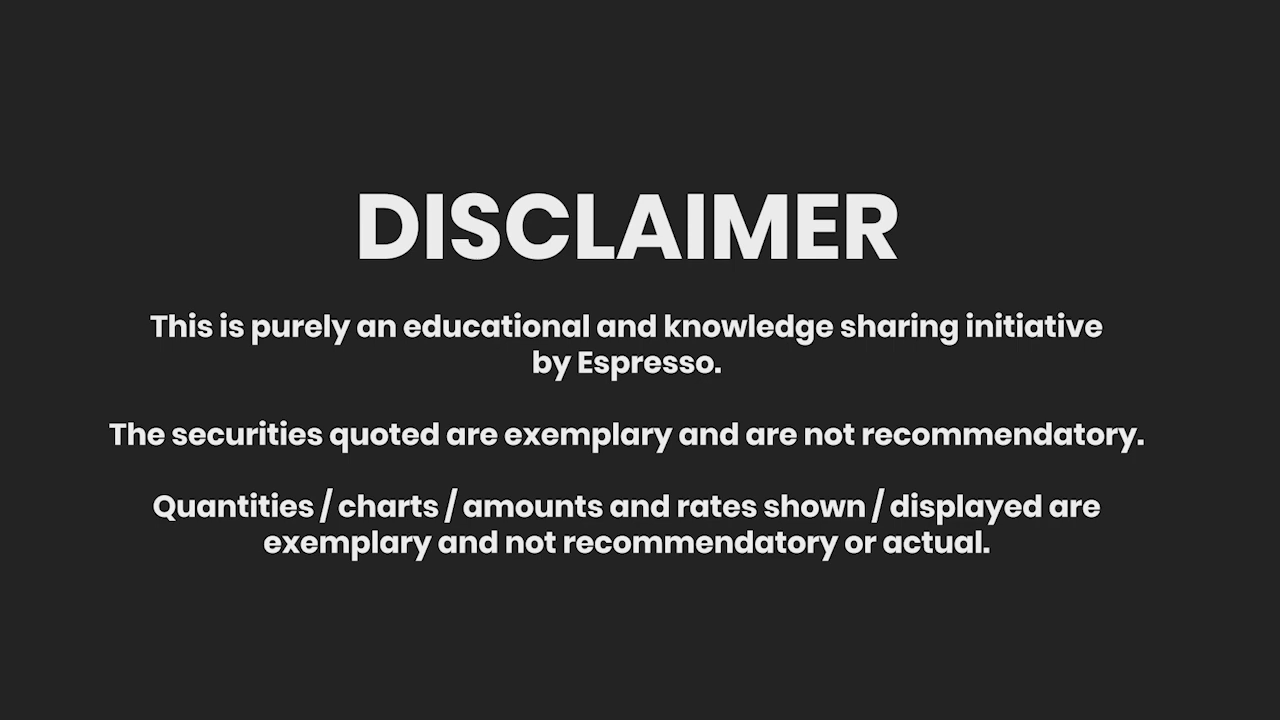 DISCLAIMER
This is purely an educational and knowledge sharing initiative
by Espresso.
The securities quoted are exemplary and are not recommendatory.
Quantities / charts / amounts and rates shown / displayed are
exemplary and not recommendatory or actual.